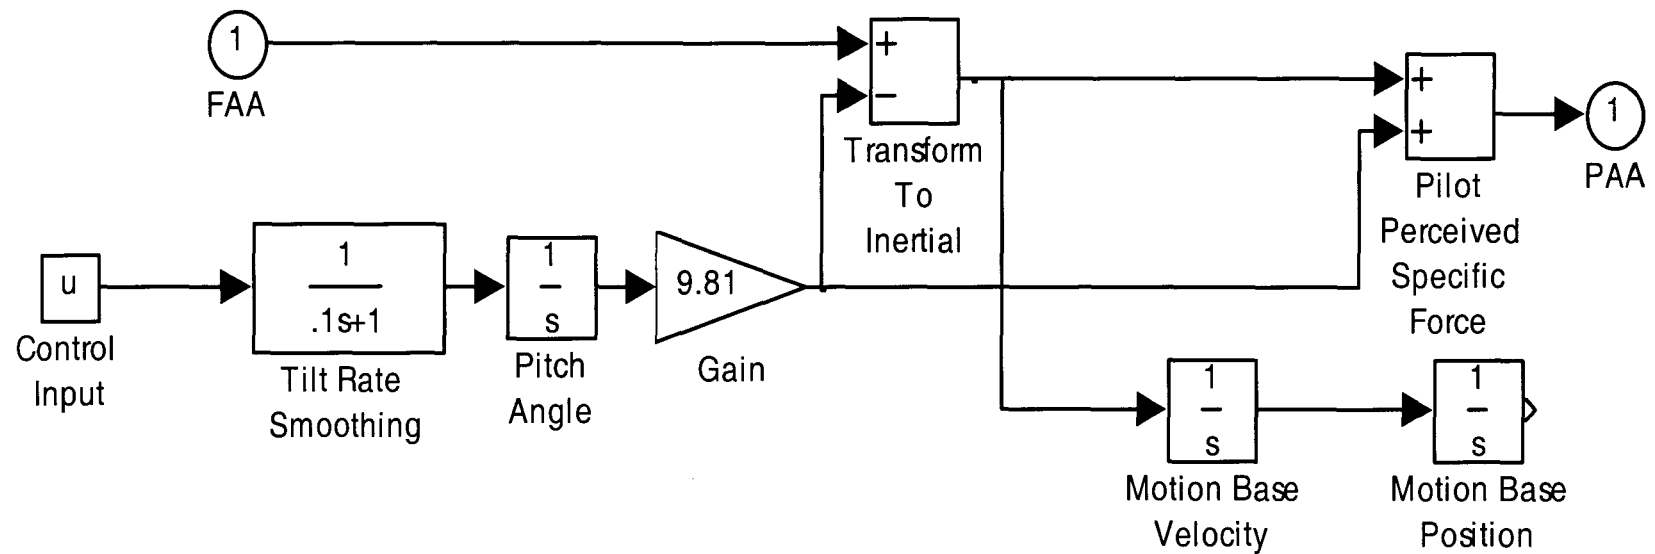 1
FAA
+
−
Transform
To
Inertial
+
+
Pilot
Perceived
Specific
Force
1
PAA
u
Control
Input
1
.1s+1
Tilt Rate
Smoothing
1
s
Pitch
Angle
9.81
Gain
1
s
Motion Base
Velocity
1
s
Motion Base
Position